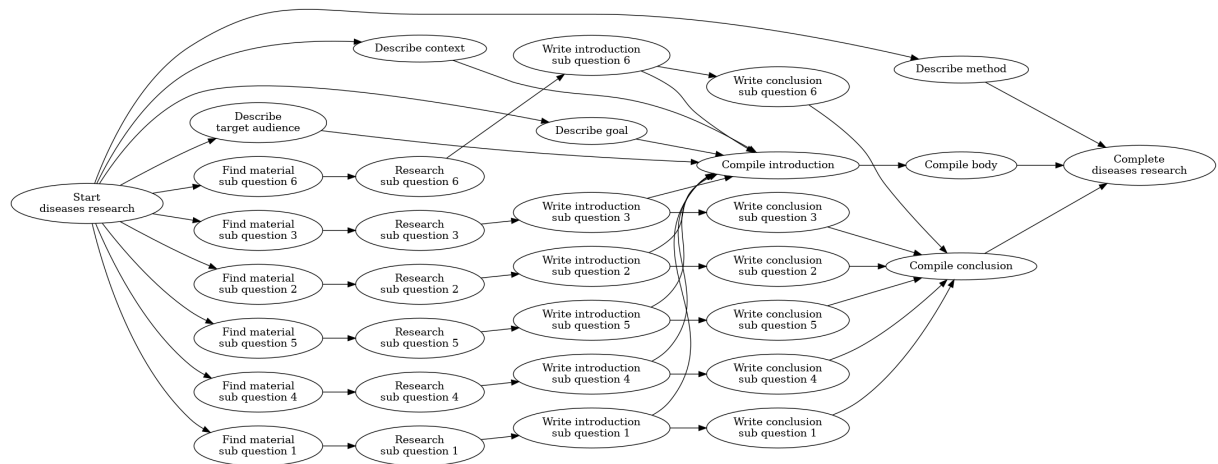 Start
diseases research
Describe context
Describe
target audience
Describe goal
Describe method
Find material
sub question 6
Research
sub question 6
Write introduction
sub question 6
Write conclusion
sub question 6
Find material
sub question 3
Research
sub question 3
Write introduction
sub question 3
Write conclusion
sub question 3
Find material
sub question 2
Research
sub question 2
Write introduction
sub question 2
Write conclusion
sub question 2
Find material
sub question 5
Research
sub question 5
Write introduction
sub question 5
Write conclusion
sub question 5
Find material
sub question 4
Research
sub question 4
Write introduction
sub question 4
Write conclusion
sub question 4
Find material
sub question 1
Research
sub question 1
Write introduction
sub question 1
Write conclusion
sub question 1
Compile introduction
Compile body
Compile conclusion
Complete
diseases research